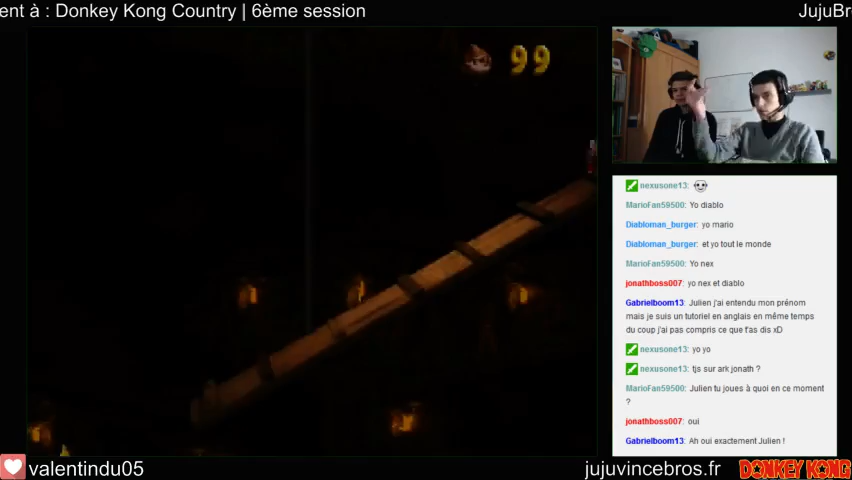 ent à : Donkey Kong Country | 6ème session
JujuBr
99
nexusone13:
MarioFan59500: Yo diablo
Diabloman_burger: yo mario
Diabloman_burger: et yo tout le monde
MarioFan59500: Yo nex
jonathboss007: yo nex et diablo
Gabrielboom13: Julien j'ai entendu mon prénom
mais je suis un tutoriel en anglais en même temps
du coup j'ai pas compris ce que t'as dis xD
nexusone13: yo yo
nexusone13: tjs sur ark jonath ?
MarioFan59500: Julien tu joues à quoi en ce moment
?
jonathboss007: oui
Gabrielboom13: Ah oui exactement Julien !
valentindu05
jujuvincebros.fr
DONKEY KONG